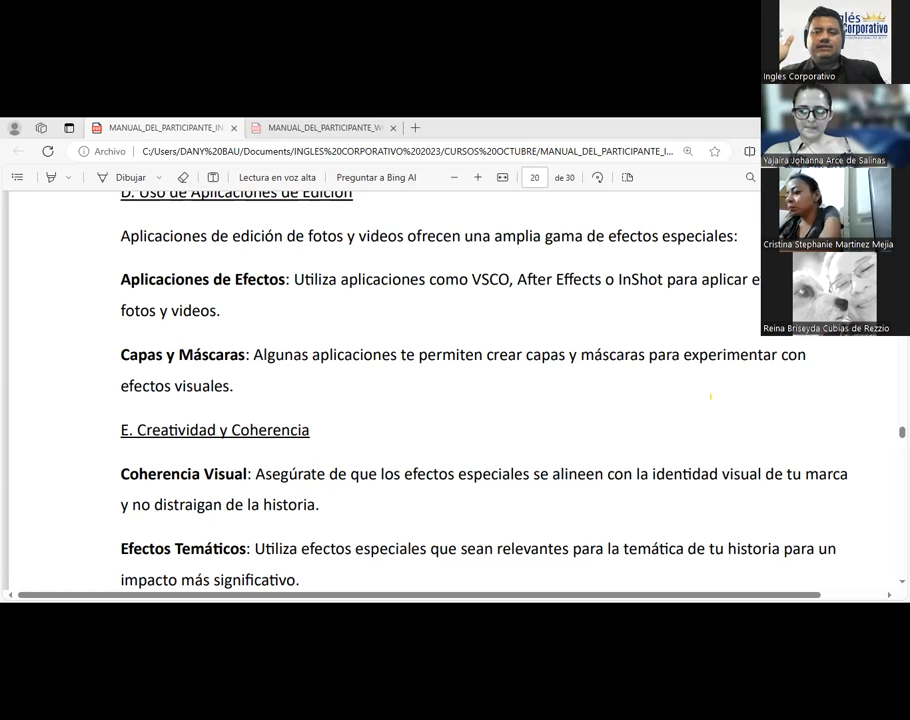 glés
Corporativo
Ingles Corporativo
MANUAL_DEL_PARTICIPANTE_IN
MANUAL_DEL_PARTICIPANTE_W
Yajaira Johanna Arce de Salinas
Archivo
C:/Users/DANY%20BAU/Documents/INGLES%20CORPORATIVO%202023/CURSOS%20OCTUBRE/MANUAL_DEL_PARTICIPANTE_I...
Dibujar
Lectura en voz alta
Preguntar a Bing AI
20
de 30
D. Uso de Aplicaciones de Edición
Aplicaciones de edición de fotos y videos ofrecen una amplia gama de efectos especiales:
Cristina Stephanie Martinez Mejia
Aplicaciones de Efectos: Utiliza aplicaciones como VSCO, After Effects o InShot para aplicar
fotos y videos.
Reina Briseyda Cubias de Rezzio
Capas y Máscaras: Algunas aplicaciones te permiten crear capas y máscaras para experimentar con
efectos visuales.
E. Creatividad y Coherencia
Coherencia Visual: Asegúrate de que los efectos especiales se alineen con la identidad visual de tu marca
y no distraigan de la historia.
Efectos Temáticos: Utiliza efectos especiales que sean relevantes para la temática de tu historia para un
impacto más significativo.